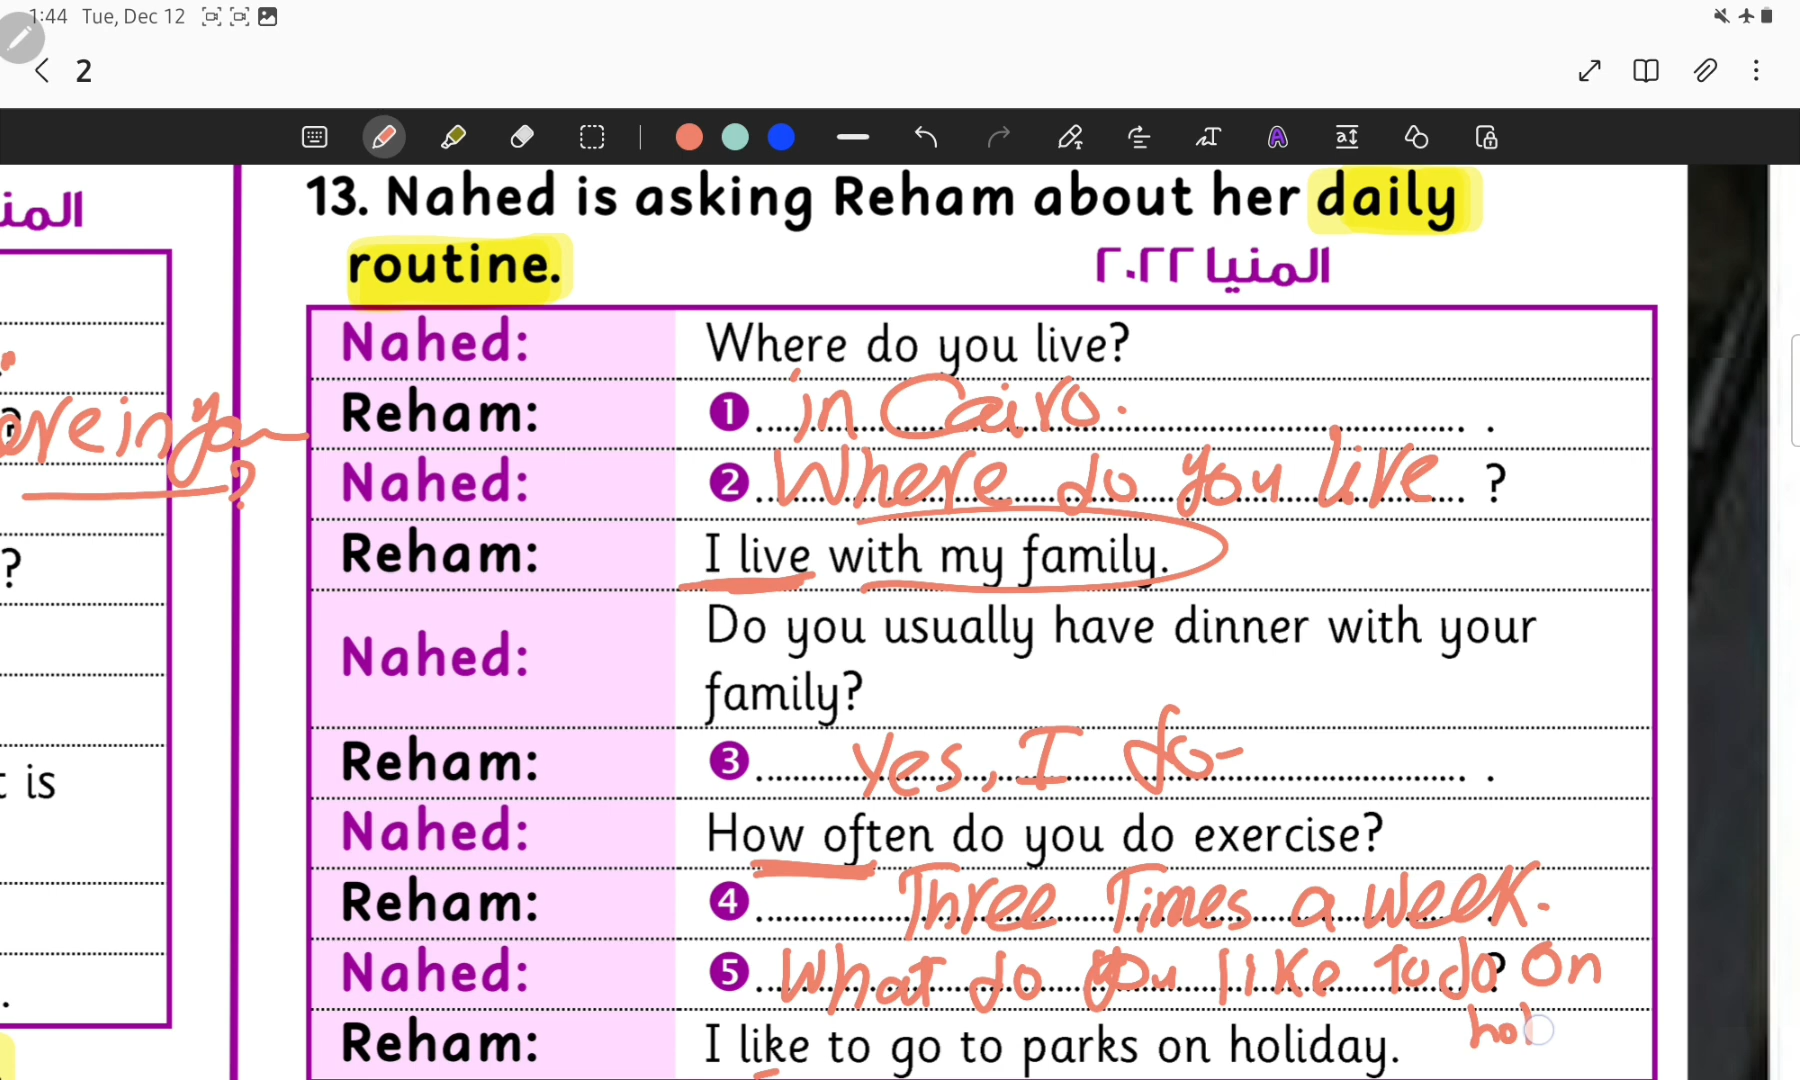 1:44 Tue, Dec 12
2
13. Nahed is asking Reham about her daily
routine.
المنيا ٢٠٢٢
Nahed: Where do you live?
Reham: 1 in Cairo. .
Nahed: 2 Where do you live ?
Reham: I live with my family.
Nahed: Do you usually have dinner with your
family?
Reham: 3 Yes, I do .
Nahed: How often do you do exercise?
Reham: 4 Three Times a week.
Nahed: 5 What do you like To do ? On
hol
Reham: I like to go to parks on holiday.
المن
are in you
?
?
is
.